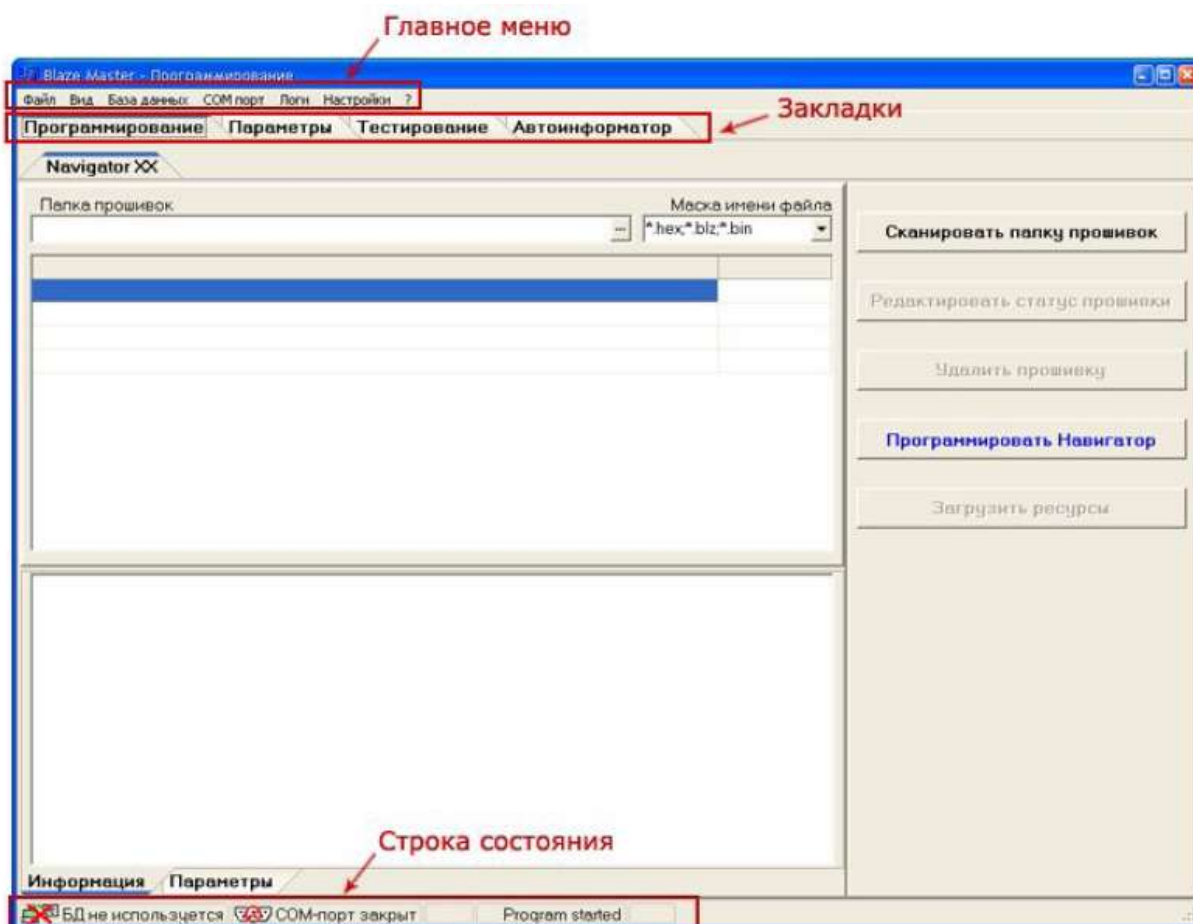 Главное меню
Blaze Master - Программирование
Файл Вид База данных COM порт Логи Настройки ?
Закладки
Программирование Параметры Тестирование Автоинформатор
Navigator XX
Папка прошивок Маска имени файла
... *.hex;*.blz;*.bin
Сканировать папку прошивок
Редактировать статус прошивки
Удалить прошивку
Программировать Навигатор
Загрузить ресурсы
Строка состояния
Информация Параметры
БД не используется COM-порт закрыт Program started